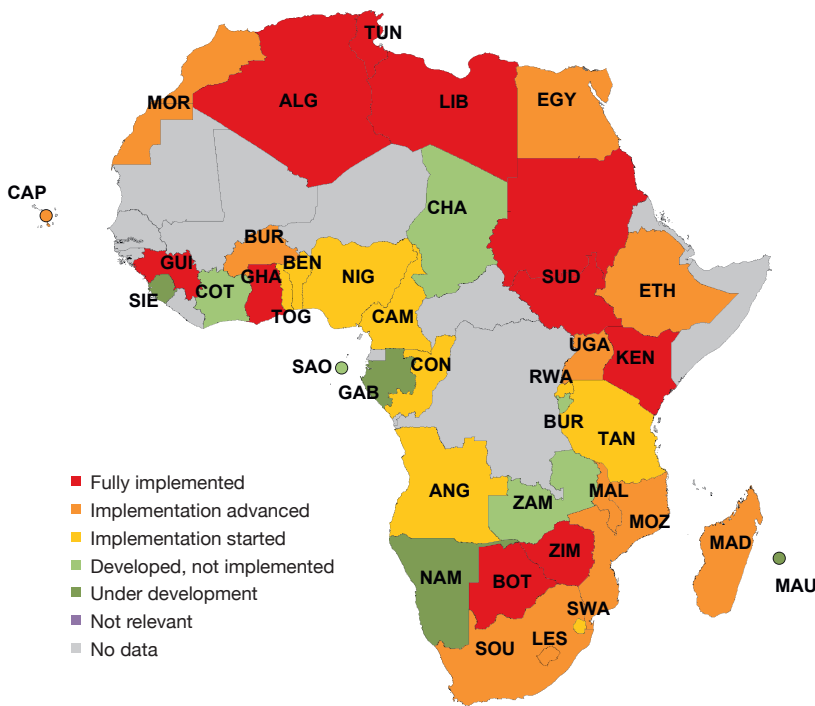 TUN
MOR
ALG
LIB
EGY
CAP
CHA
BUR
BEN
GUI
GHA
NIG
SUD
ETH
SIE
COT
TOG
CAM
UGA
KEN
SAO
CON
RWA
GAB
BUR
TAN
Fully implemented
Implementation advanced
Implementation started
Developed, not implemented
Under development
Not relevant
No data
ANG
ZAM
MAL
MOZ
MAD
ZIM
NAM
BOT
MAU
SWA
SOU
LES